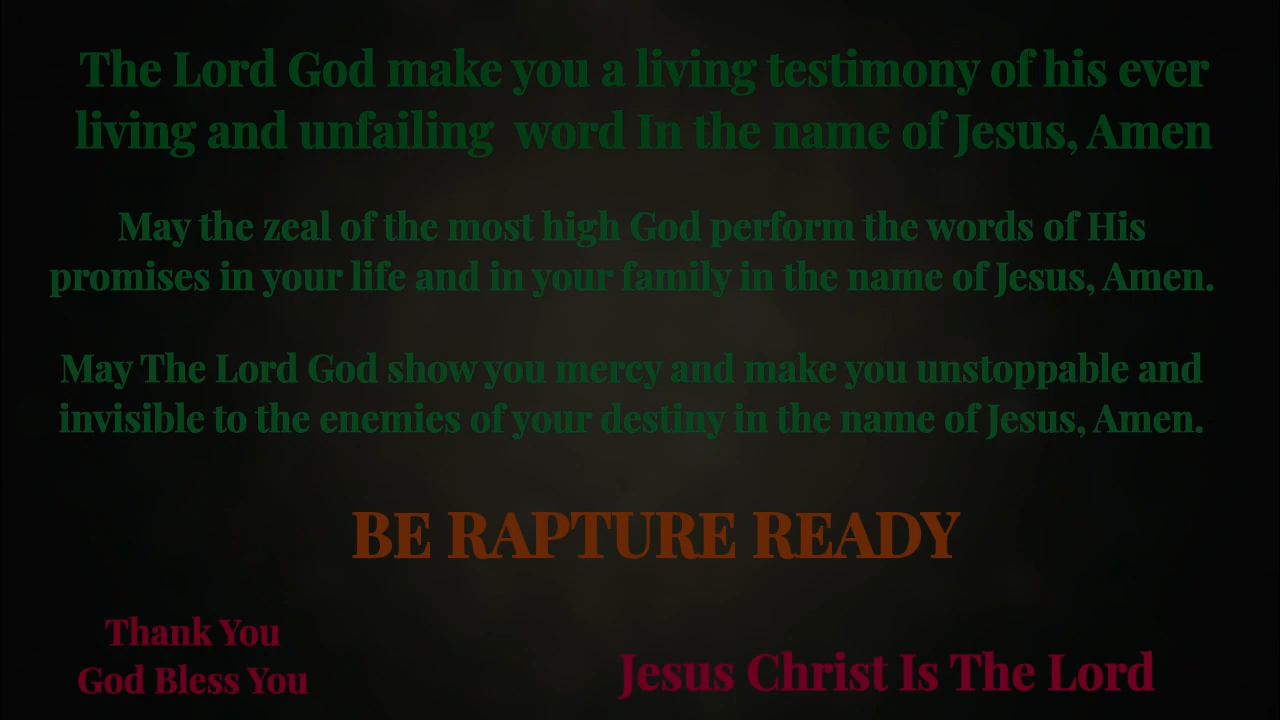 The Lord God make you a living testimony of his ever
living and unfailing  word In the name of Jesus, Amen
May the zeal of the most high God perform the words of His
promises in your life and in your family in the name of Jesus, Amen.
May The Lord God show you mercy and make you unstoppable and
invisible to the enemies of your destiny in the name of Jesus, Amen.
BE RAPTURE READY
Thank You
God Bless You
Jesus Christ Is The Lord